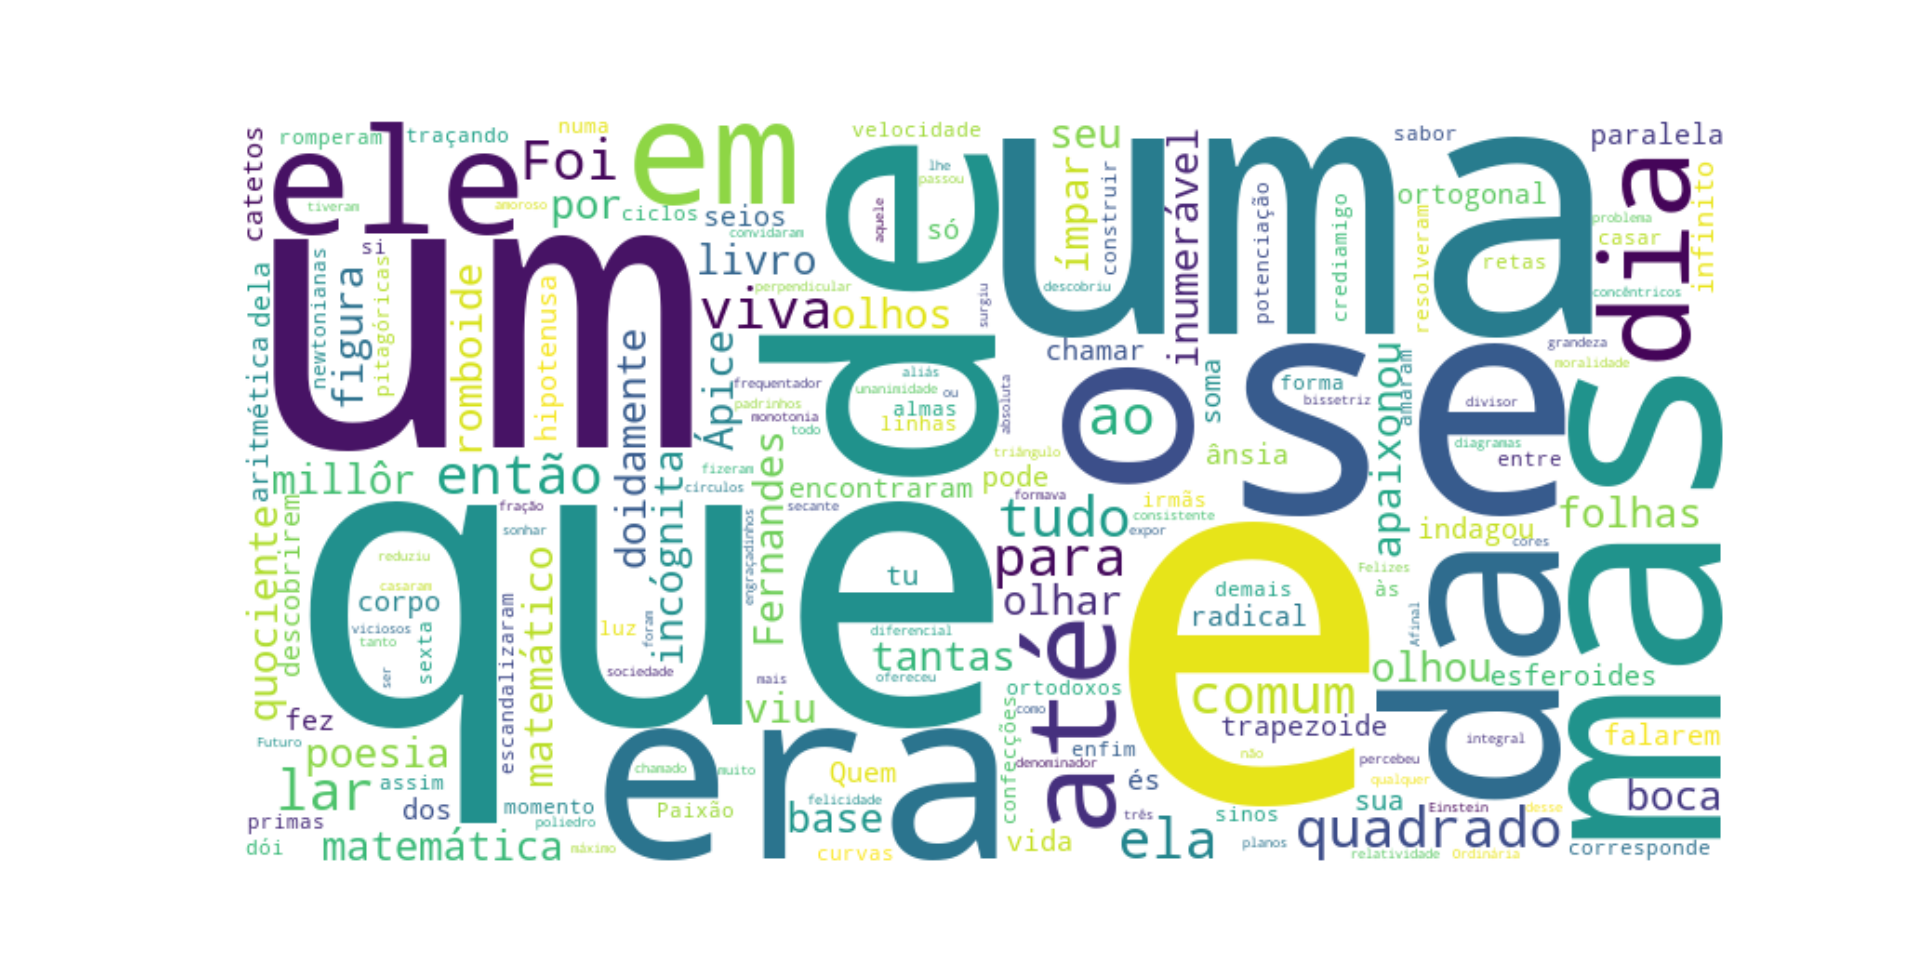 romperam
traçando
numa
em
velocidade
seu
uma
sabor
paralela
catetos
ele
Foi
tiveram
amoroso
por
ciclos
seios
convidaram
de
lhe
passou
aquele
só
ímpar
construir
inumerável
potenciação
crediamigo
ortogonal
resolveram
retas
problema
casar
concêntricos
dia
infinito
um
si
newtonianas
figura
pitagóricas
romboide
hipotenusa
livro
perpendicular
viva
olhos
surgiu
descobriu
chamar
aritmética dela
doidamente
Ápice
frequentador
padrinhos
monotonia
todo
aliás
unanimidade
ou
almas
linhas
absoluta
o
ao
soma
se
forma
bissetriz
apaixonou
amaram
divisor
diagramas
entre
grandeza
moralidade
mas
millôr
então
incógnita
fizeram
círculos
Fernandes
encontraram
secante
triângulo
pode
formava
ânsia
irmãs
consistente
expor
indagou
cores
folhas
quociente
descobrirem
que
fração
sonhar
reduziu
casaram
corpo
viciosos
tanto
ser
sexta
escandalizaram
matemático
luz
foram
sociedade
engraçadinhos
mais
viu
tu
diferencial
tantas
ofereceu
tudo
para
olhar
até
e
demais
radical
comum
trapezoide
Felizes
às
Afinal
da
olhou
esferoides
integral
falarem
boca
fez
Futuro
poesia
lar
assim
dos
primas
dói
matemática
momento
poliedro
máximo
era
chamado
muito
Paixão
Quem
felicidade
base
curvas
confecções
ortodoxos
como
enfim
denominador
és
três
vida
ela
sinos
planos
não
percebeu
qualquer
sua
Einstein
desse
quadrado
relatividade
Ordinária
corresponde